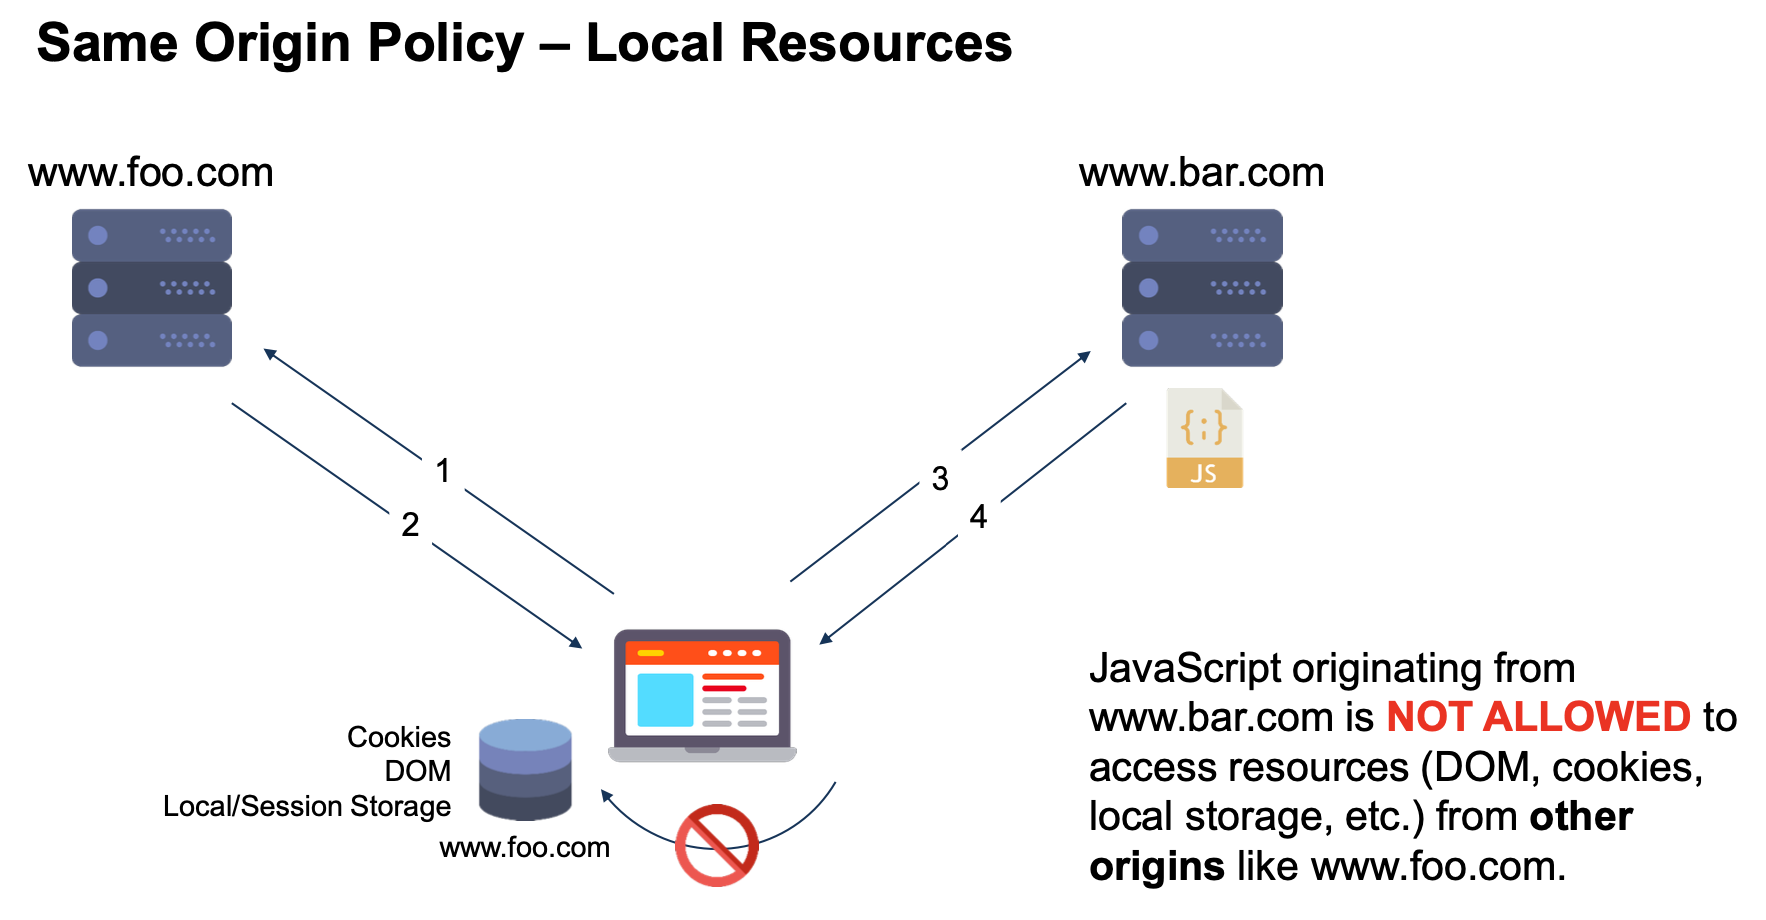 Same Origin Policy – Local Resources
www.foo.com
www.bar.com
1
2
3
4
JS
Cookies
DOM
Local/Session Storage
www.foo.com
JavaScript originating from
www.bar.com is NOT ALLOWED to
access resources (DOM, cookies,
local storage, etc.) from other
origins like www.foo.com.